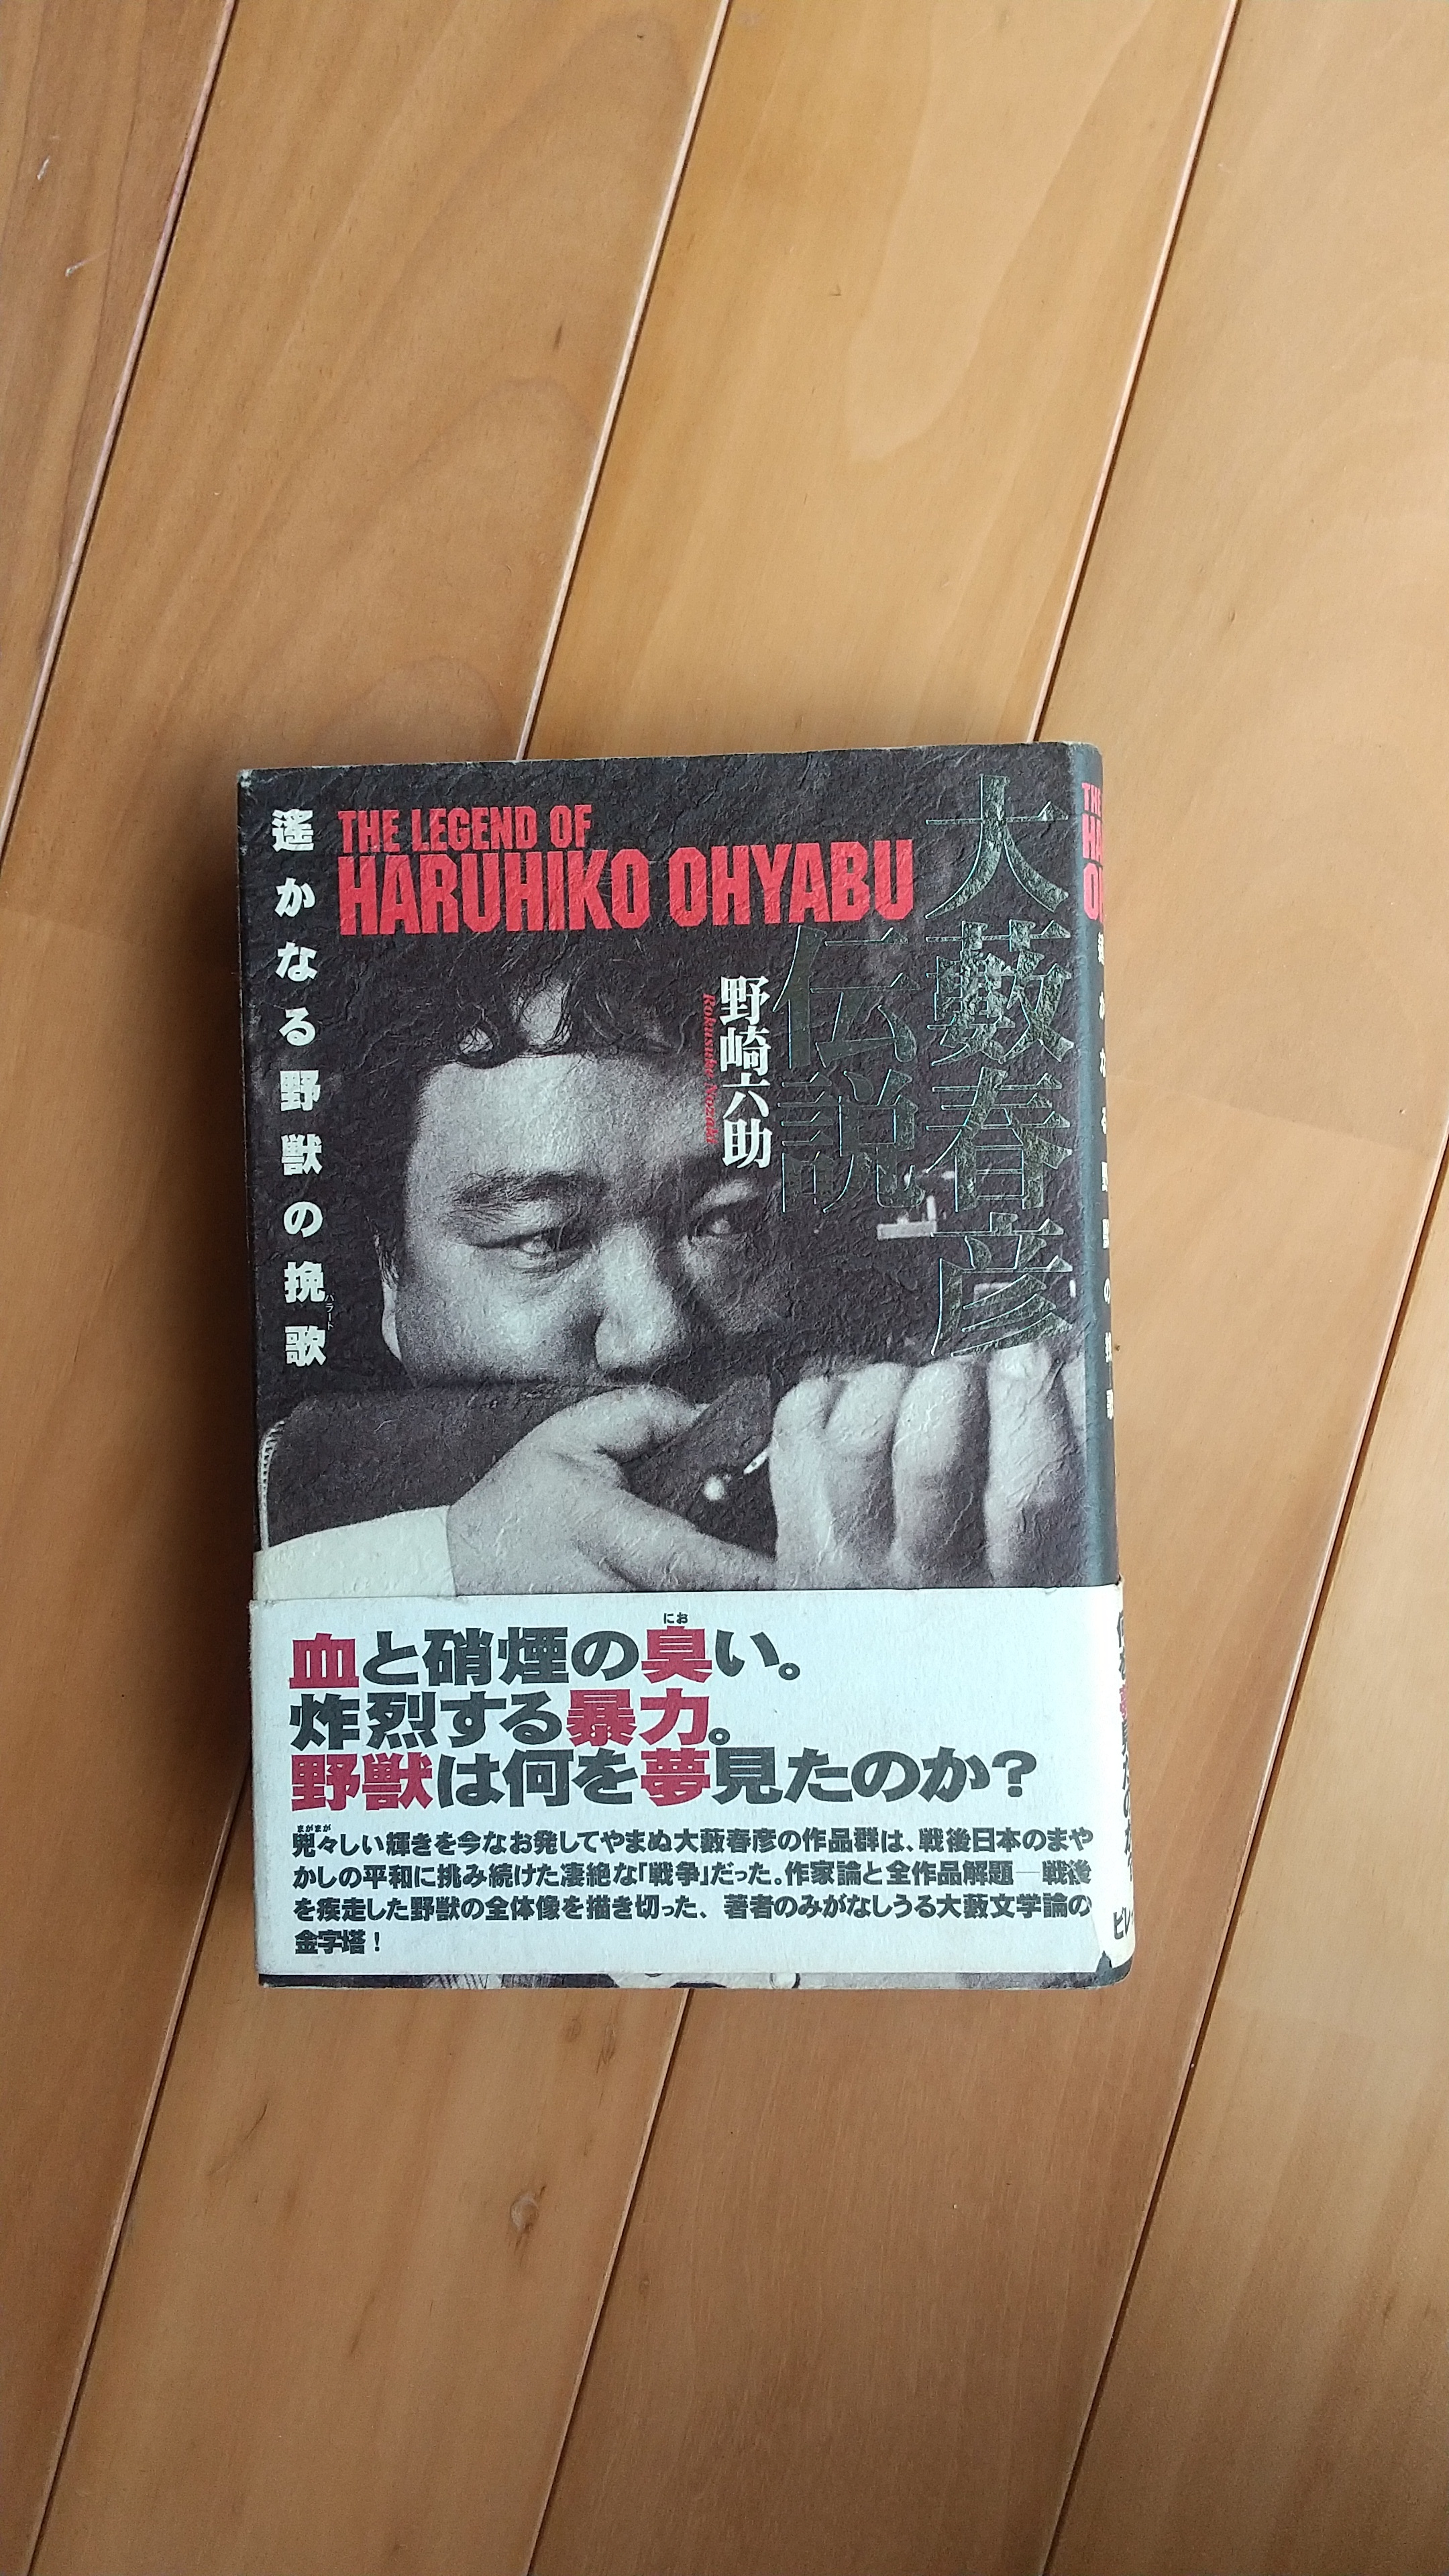 遙かなる野獣の挽歌
バラード
THE LEGEND OF
HARUHIKO OHYABU
大藪春彦
伝説
野崎六助
Rokusuke Nozaki
血と硝煙の臭い。
にお
炸烈する暴力。
野獣は何を夢見たのか?
まがまが
兇々しい輝きを今なお発してやまぬ大藪春彦の作品群は、戦後日本のまや
かしの平和に挑み続けた凄絶な「戦争」だった。作家論と全作品解題─戦後
を疾走した野獣の全体像を描き切った、著者のみがなしうる大藪文学論の
金字塔!
THE
ビレ